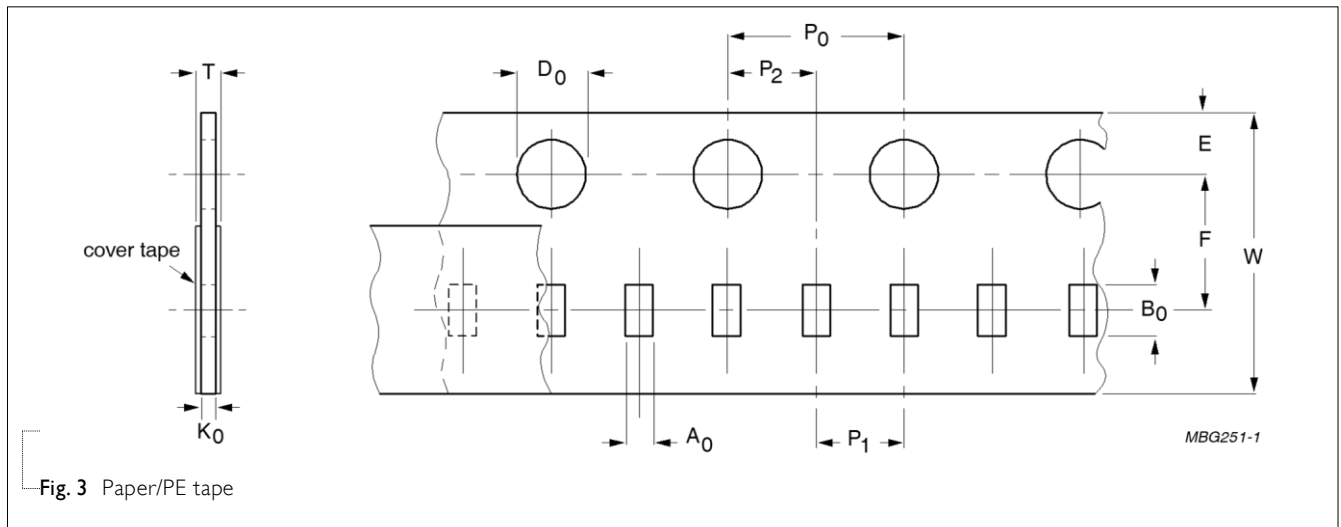 P0
T
D0
P2
E
cover tape
F
W
B0
K0
A0
P1
MBG251-1
Fig. 3 Paper/PE tape